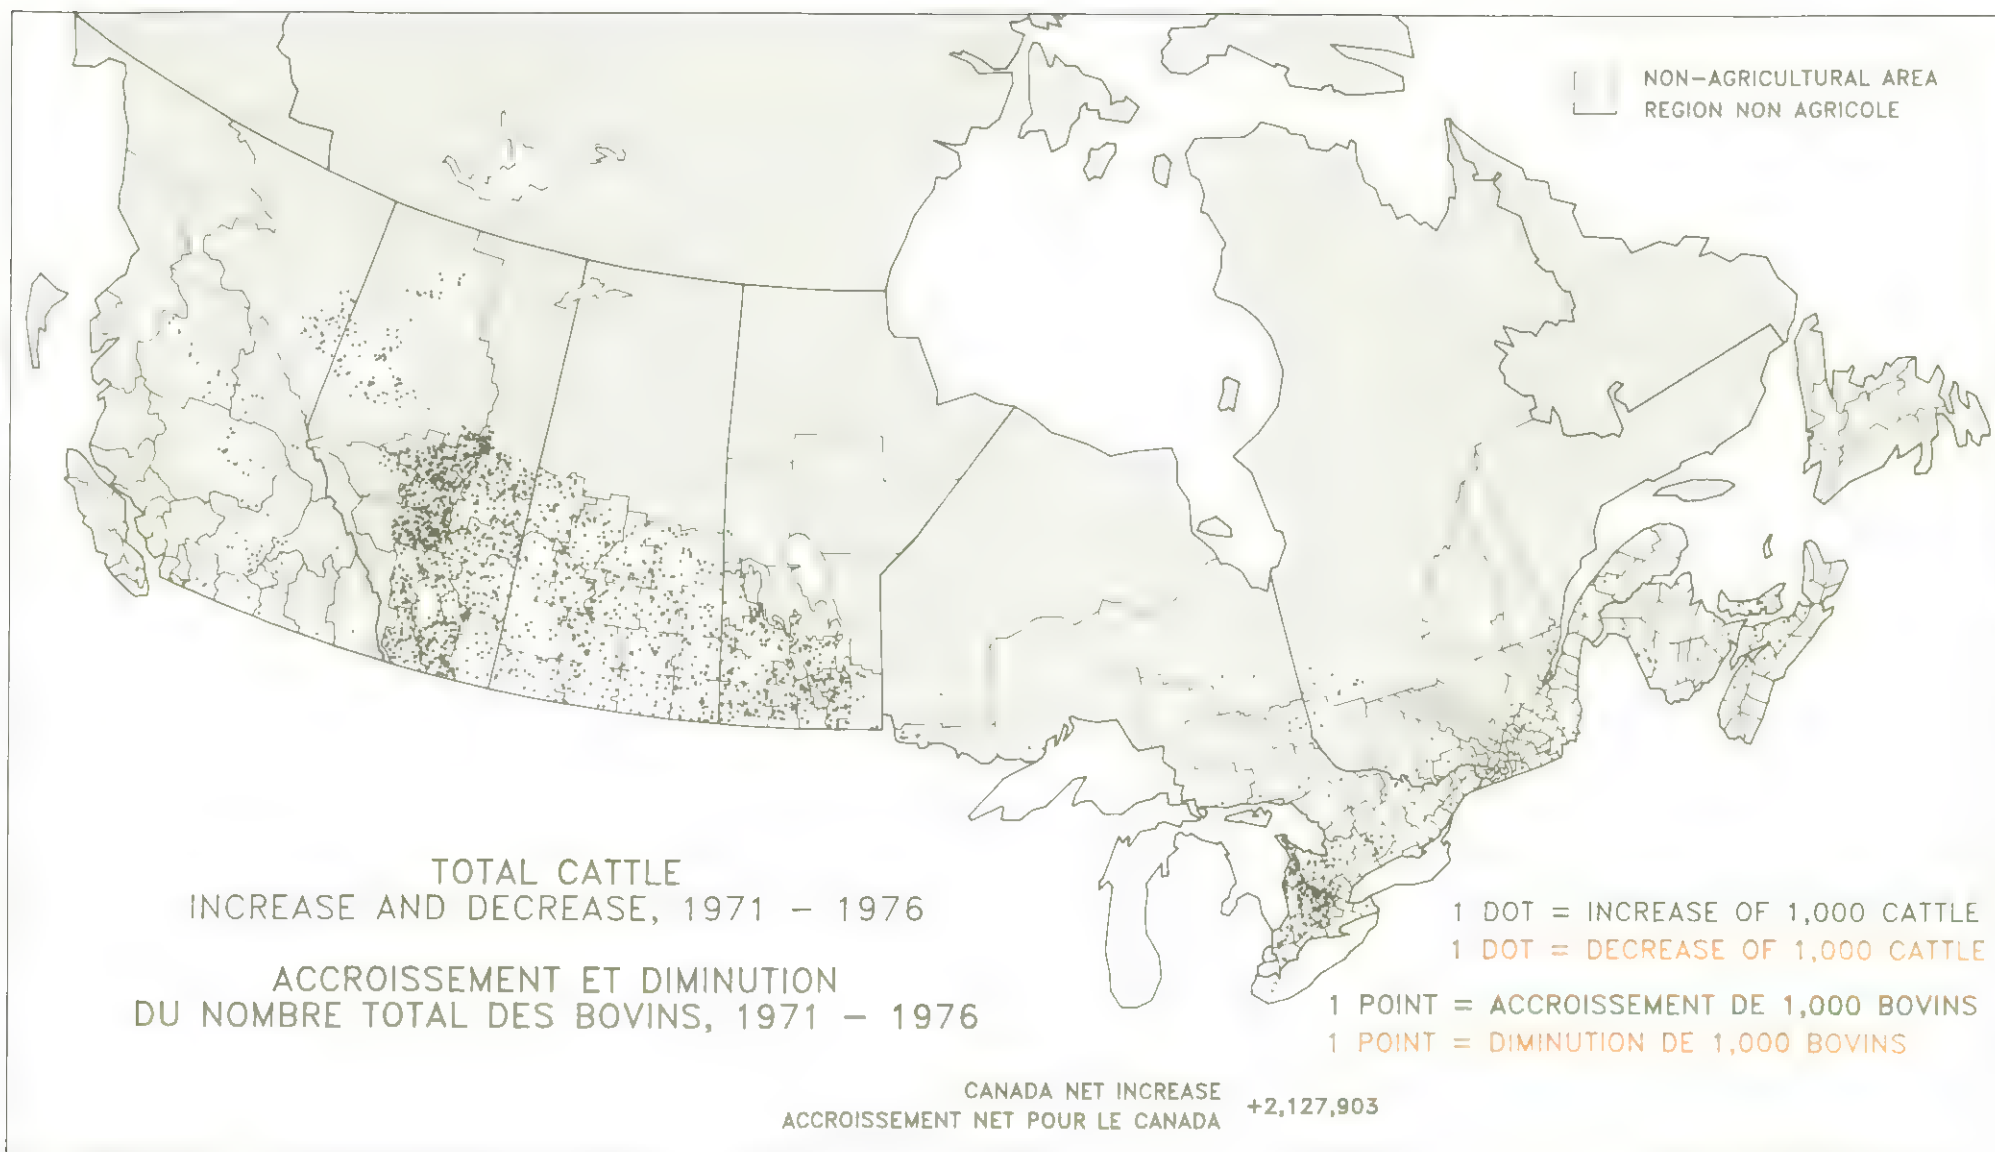 NON-AGRICULTURAL AREA
REGION NON AGRICOLE
TOTAL CATTLE
INCREASE AND DECREASE, 1971 - 1976
ACCROISSEMENT ET DIMINUTION
DU NOMBRE TOTAL DES BOVINS, 1971 - 1976
1 DOT = INCREASE OF 1,000 CATTLE
1 DOT = DECREASE OF 1,000 CATTLE
1 POINT = ACCROISSEMENT DE 1,000 BOVINS
1 POINT = DIMINUTION DE 1,000 BOVINS
CANADA NET INCREASE
ACCROISSEMENT NET POUR LE CANADA +2,127,903